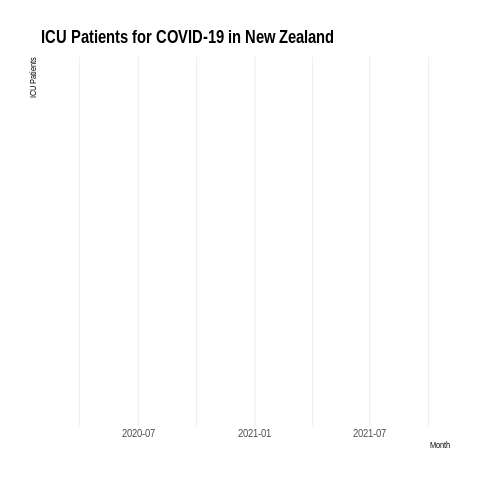 ICU Patients for COVID-19 in New Zealand
ICU Patients
2020-07
2021-01
2021-07
Month